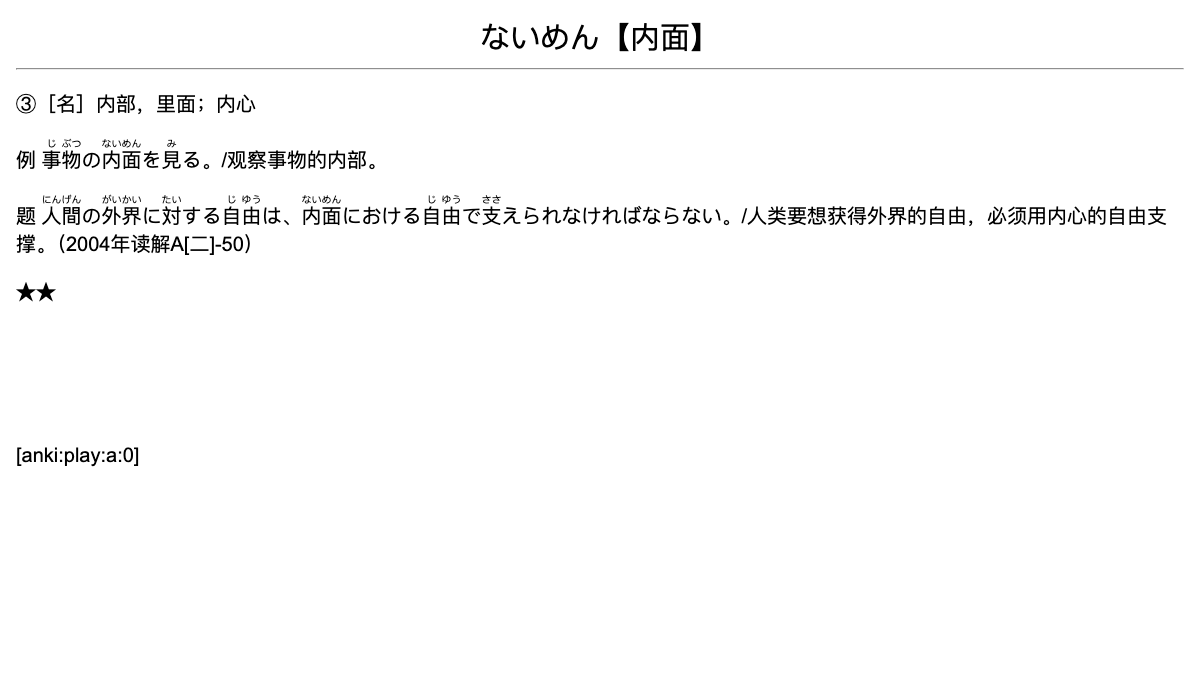 ないめん【内面】
③［名］内部，里面；内心
じ ぶつ ないめん み
例 事物の内面を見る。/观察事物的内部。
にんげん がいかい たい じ ゆう ないめん じ ゆう ささ
题 人間の外界に対する自由は、内面における自由で支えられなければならない。/人类要想获得外界的自由，必须用内心的自由支
撑。（2004年读解A[二]-50）
★★
[anki:play:a:0]